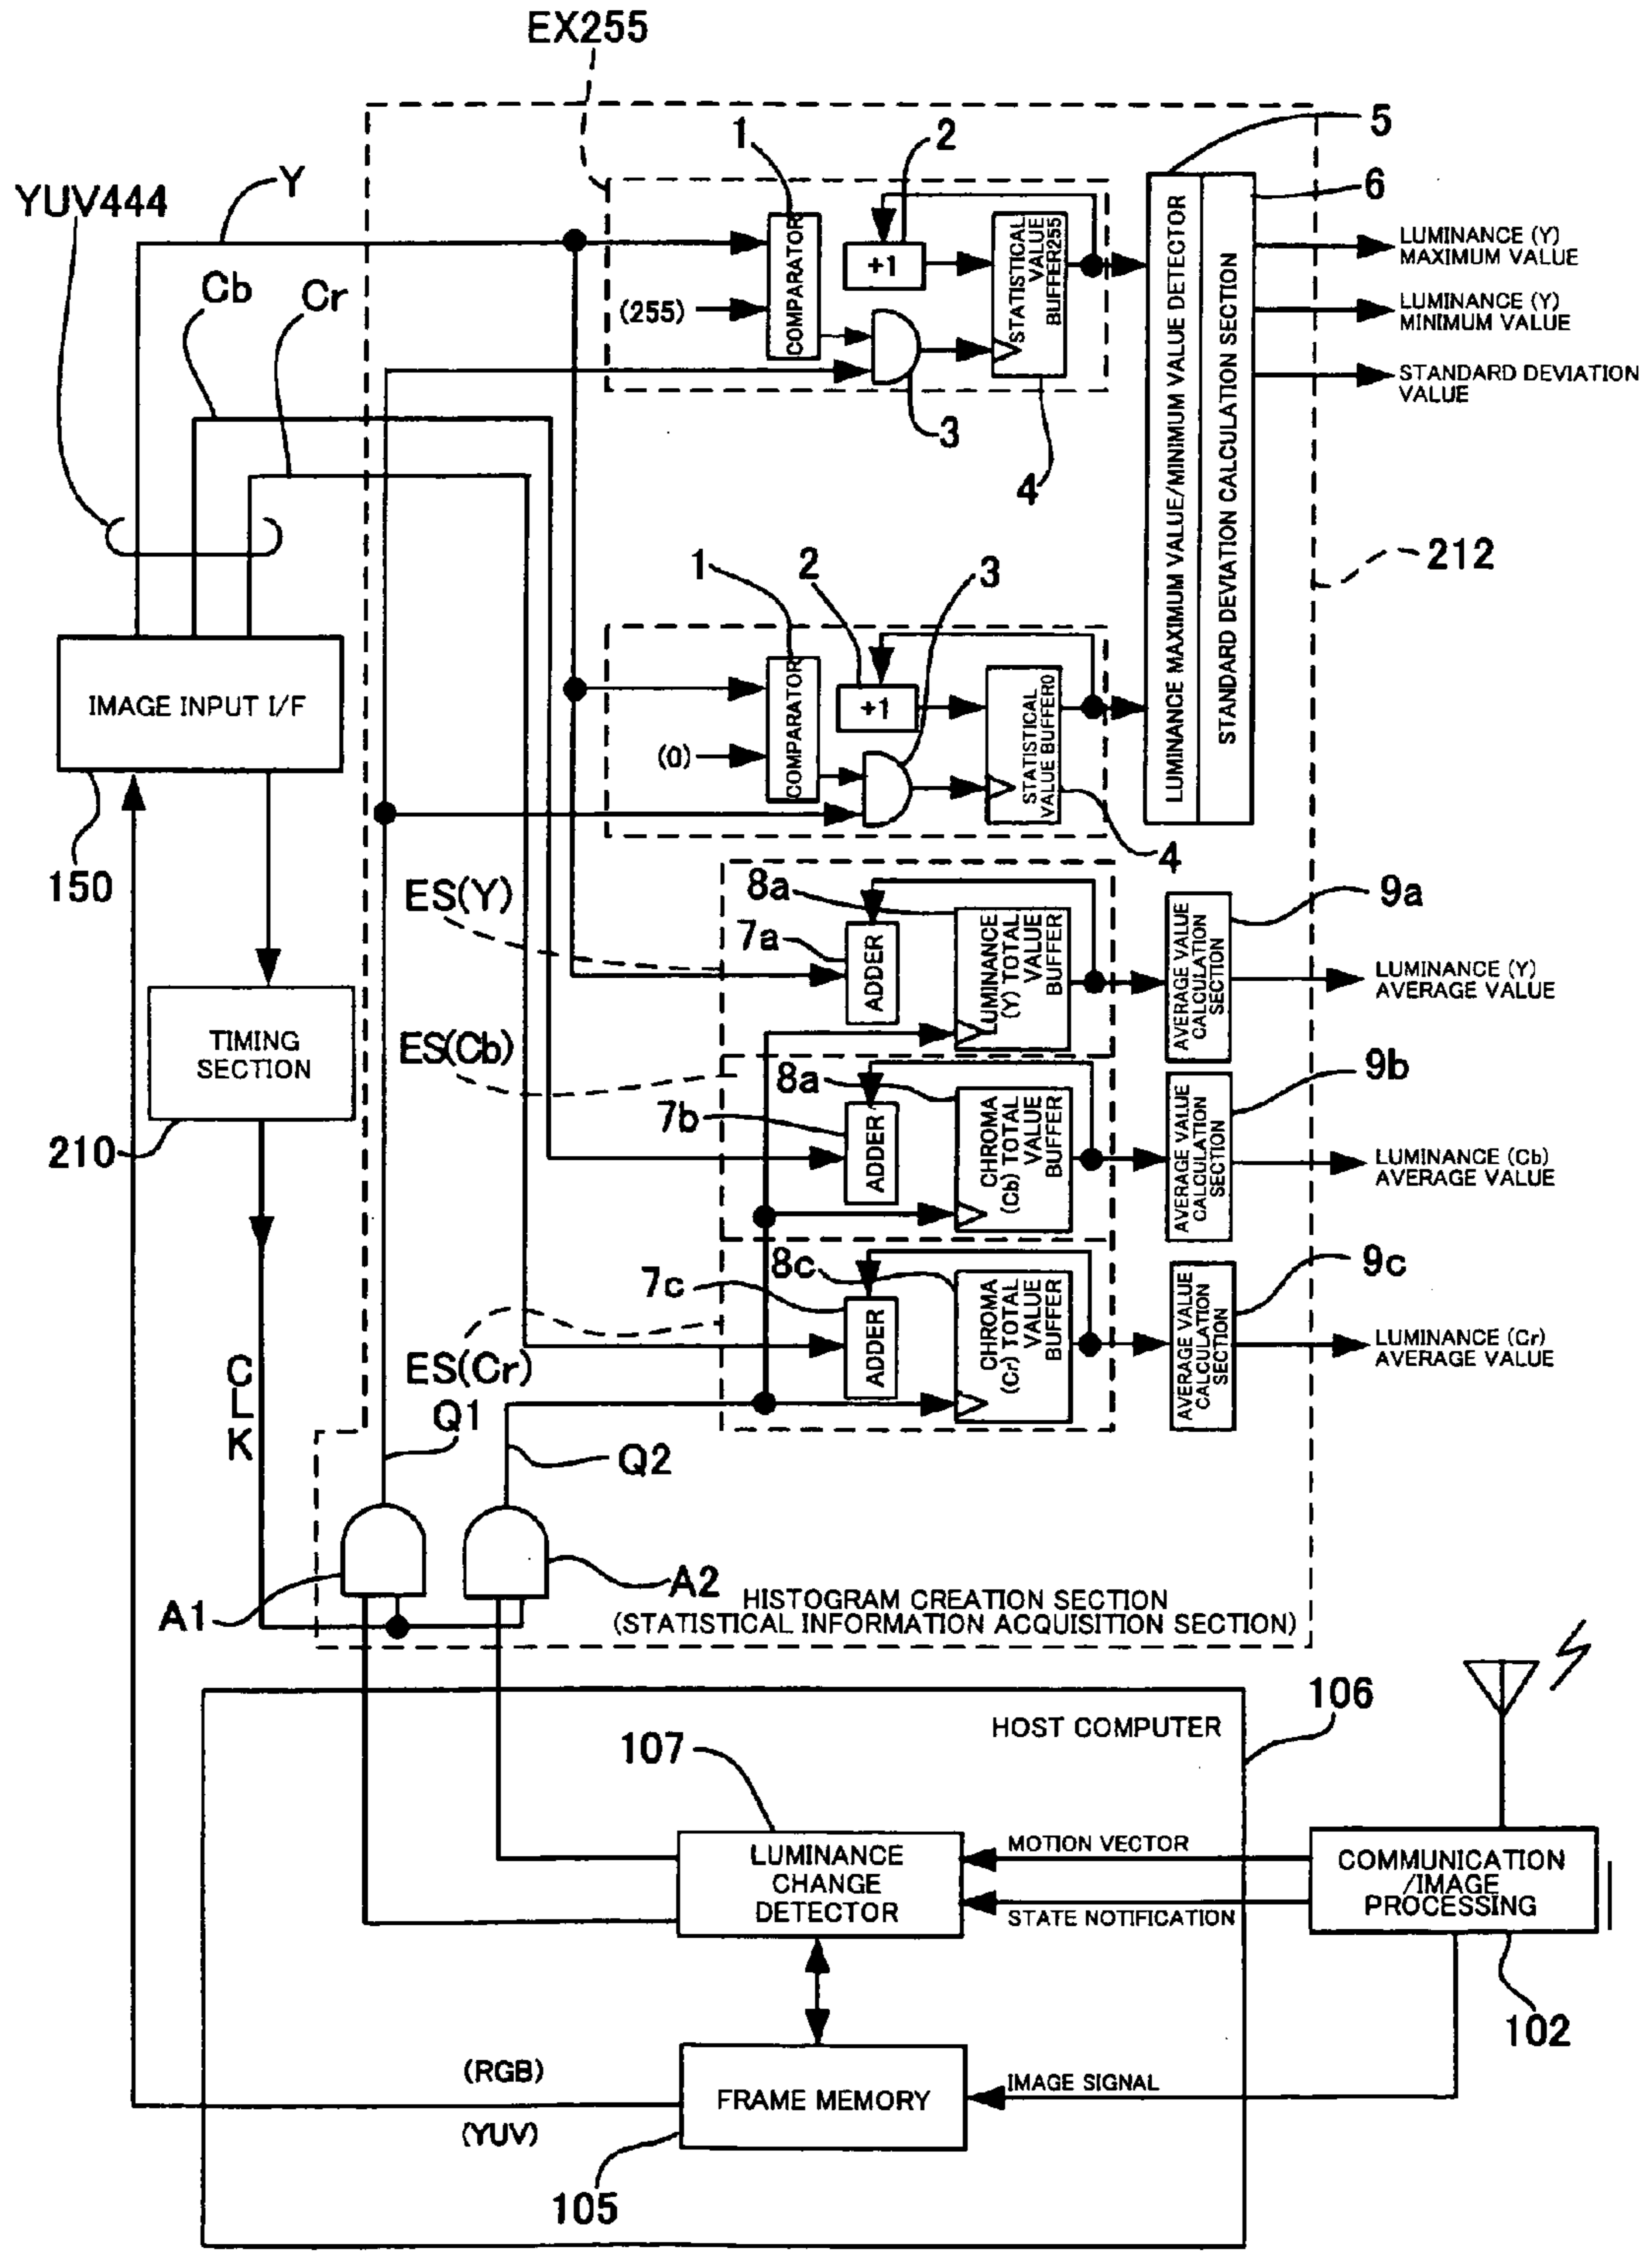 EX255
1
2
5
6
YUV444
Y
Cb
Cr
(255)
COMPARATOR
+1
STATISTICAL
VALUE
BUFFER255
3
4
LUMINANCE MAXIMUM VALUE/MINIMUM VALUE DETECTOR
STANDARD DEVIATION CALCULATION SECTION
LUMINANCE (Y)
MAXIMUM VALUE
LUMINANCE (Y)
MINIMUM VALUE
STANDARD DEVIATION
VALUE
212
1
2
3
(0)
COMPARATOR
+1
STATISTICAL
VALUE BUFFER0
4
IMAGE INPUT I/F
150
ES(Y)
8a
7a
ADDER
LUMINANCE
(Y) TOTAL
VALUE
BUFFER
AVERAGE VALUE
CALCULATION
SECTION
9a
LUMINANCE (Y)
AVERAGE VALUE
TIMING
SECTION
210
ES(Cb)
8a
7b
ADDER
CHROMA
(Cb) TOTAL
VALUE
BUFFER
AVERAGE VALUE
CALCULATION
SECTION
9b
LUMINANCE (Cb)
AVERAGE VALUE
8c
7c
ADDER
CHROMA
(Cr) TOTAL
VALUE
BUFFER
AVERAGE VALUE
CALCULATION
SECTION
9c
LUMINANCE (Cr)
AVERAGE VALUE
ES(Cr)
CLK
Q1
Q2
A1
A2
HISTOGRAM CREATION SECTION
(STATISTICAL INFORMATION ACQUISITION SECTION)
HOST COMPUTER
106
107
LUMINANCE
CHANGE
DETECTOR
MOTION VECTOR
STATE NOTIFICATION
COMMUNICATION
/IMAGE
PROCESSING
102
(RGB)
(YUV)
FRAME MEMORY
IMAGE SIGNAL
105